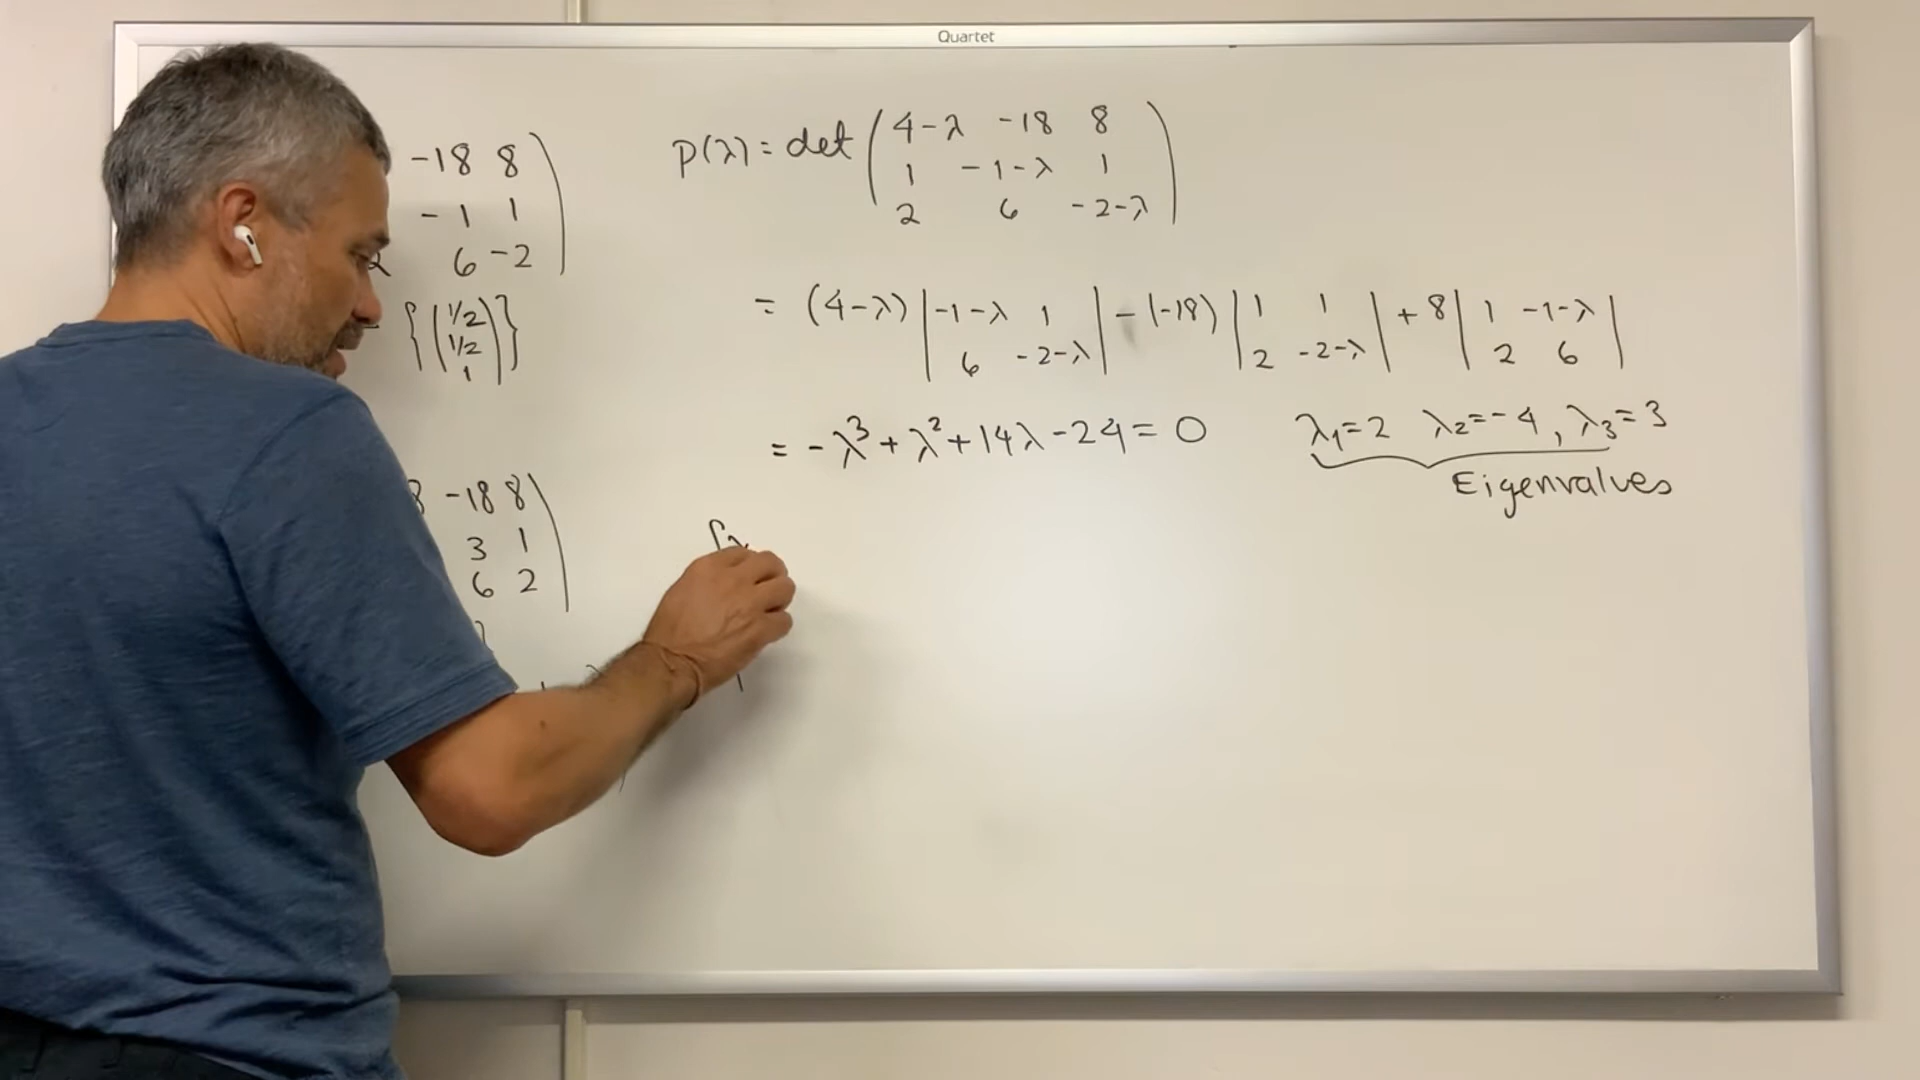 Quartet
-18 8
-1 1
2 6 -2
{(1/2
1/2
1)}
8 -18 8
3 1
6 2
p(λ) = det (4-λ -18 8
1 -1-λ 1
2 6 -2-λ)
= (4-λ) |-1-λ 1| - (-18) |1 1| + 8 |1 -1-λ|
6 -2-λ 2 -2-λ 2 6
= -λ³ + λ² + 14λ - 24 = 0 λ₁=2 λ₂=-4, λ₃=3
Eigenvalues